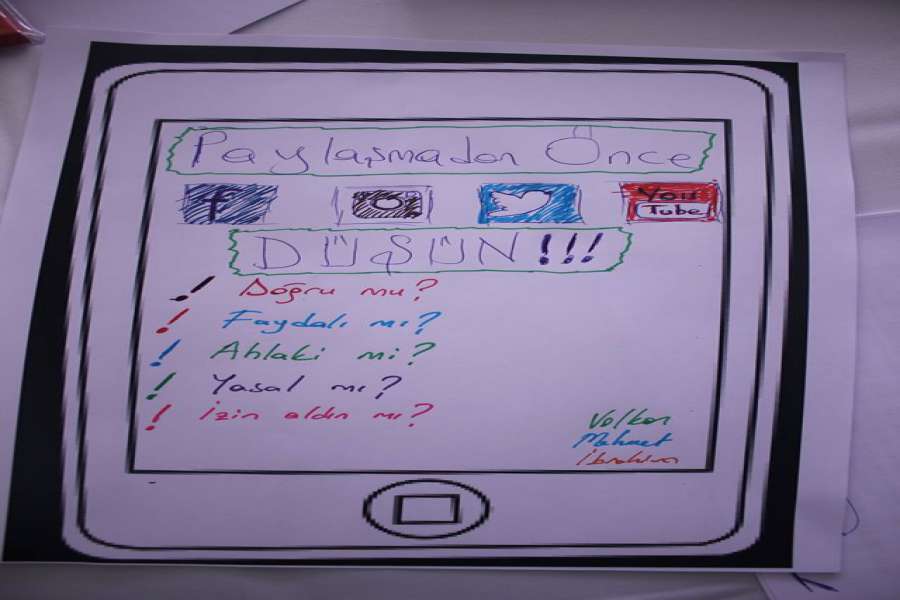 Paylaşmadan Önce
f You Tube
DÜŞÜN !!!
! Doğru mu?
! Faydalı mı?
! Ahlaki mi?
! Yasal mı?
! İzin aldın mı?
Volkan
Mehmet
İbrahim